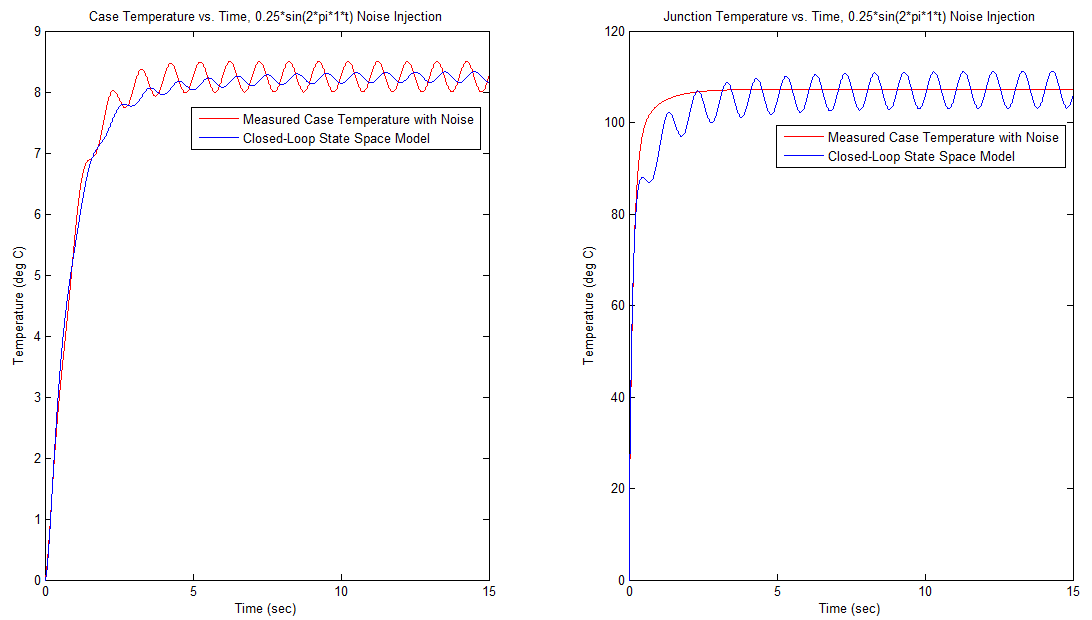 Case Temperature vs. Time, 0.25*sin(2*pi*1*t) Noise Injection
9
8
7
6
5
4
3
2
1
0
Temperature (deg C)
Measured Case Temperature with Noise
Closed-Loop State Space Model
0
5
10
15
Time (sec)
Junction Temperature vs. Time, 0.25*sin(2*pi*1*t) Noise Injection
120
100
80
60
40
20
0
Temperature (deg C)
Measured Case Temperature with Noise
Closed-Loop State Space Model
0
5
10
15
Time (sec)